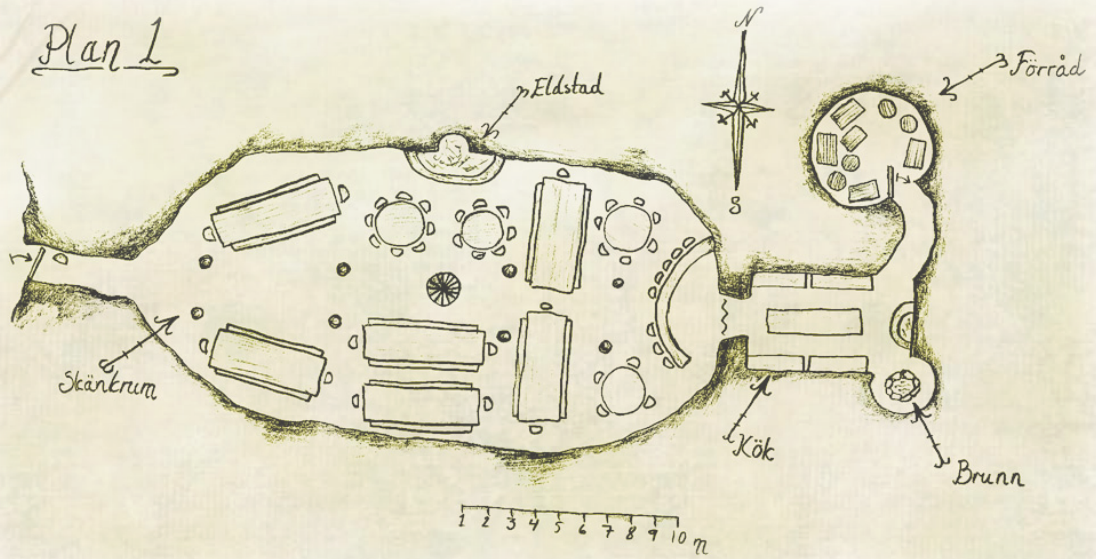 Plan 1
N
Förråd
Eldstad
S
Skänkrum
Kök
Brunn
1 2 3 4 5 6 7 8 9 10 m